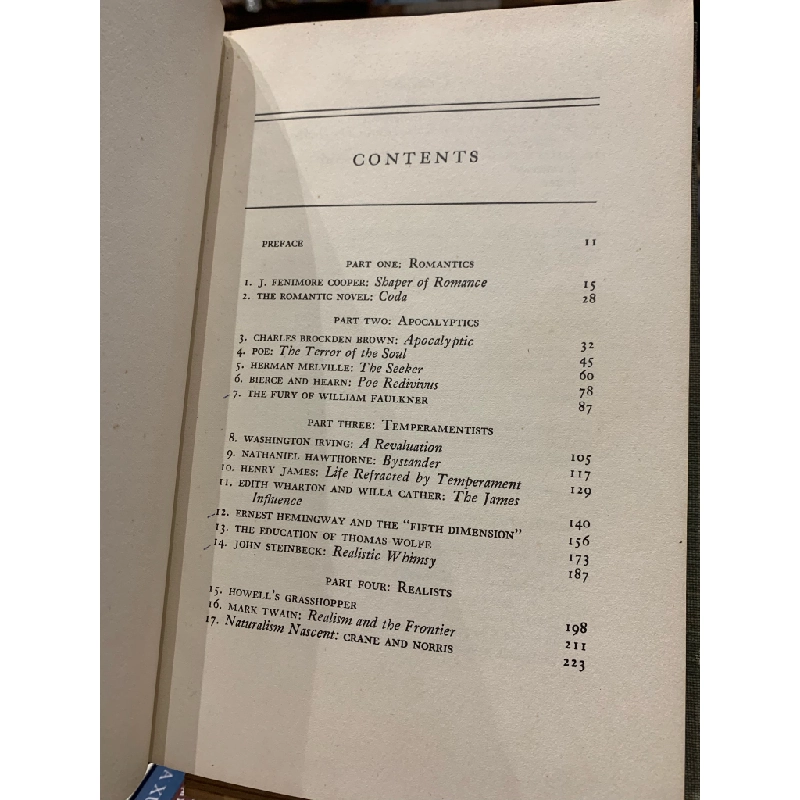 CONTENTS
PREFACE 11
PART ONE: ROMANTICS
1. J. FENIMORE COOPER: Shaper of Romance 15
2. THE ROMANTIC NOVEL: Coda 28
PART TWO: APOCALYPTICS
3. CHARLES BROCKDEN BROWN: Apocalyptic 32
4. POE: The Terror of the Soul 45
5. HERMAN MELVILLE: The Seeker 60
6. BIERCE AND HEARN: Poe Redivivus 78
7. THE FURY OF WILLIAM FAULKNER 87
PART THREE: TEMPERAMENTISTS
8. WASHINGTON IRVING: A Revaluation 105
9. NATHANIEL HAWTHORNE: Bystander 117
10. HENRY JAMES: Life Refracted by Temperament 129
11. EDITH WHARTON AND WILLA CATHER: The James
Influence 140
12. ERNEST HEMINGWAY AND THE "FIFTH DIMENSION" 156
13. THE EDUCATION OF THOMAS WOLFE 173
14. JOHN STEINBECK: Realistic Whimsy 187
PART FOUR: REALISTS
15. HOWELL'S GRASSHOPPER 198
16. MARK TWAIN: Realism and the Frontier 211
17. Naturalism Nascent: CRANE AND NORRIS 223